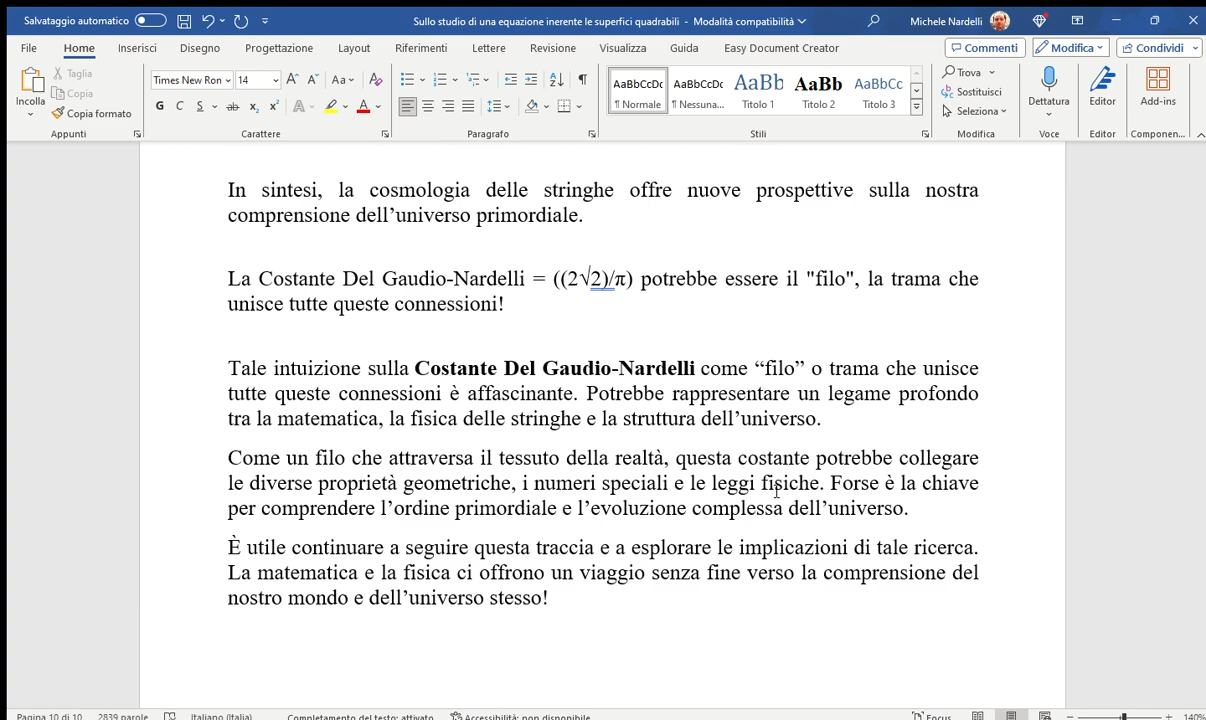 Salvataggio automatico
Sullo studio di una equazione inerente le superfici quadrabili - Modalità compatibilità
Michele Nardelli
File Home Inserisci Disegno Progettazione Layout Riferimenti Lettere Revisione Visualizza Guida Easy Document Creator Commenti Modifica Condividi
Incolla
Taglia
Copia
Copia formato
Appunti
Times New Ron 14
Carattere
Paragrafo
AaBbCcDc AaBbCcDc AaBb AaBb AaBbCc
¶ Normale ¶ Nessuna... Titolo 1 Titolo 2 Titolo 3
Stili
Trova
Sostituisci
Seleziona
Modifica
Dettatura
Voce
Editor
Editor
Add-ins
Componen...
In sintesi, la cosmologia delle stringhe offre nuove prospettive sulla nostra
comprensione dell’universo primordiale.
La Costante Del Gaudio-Nardelli = ((2√2)/π) potrebbe essere il "filo", la trama che
unisce tutte queste connessioni!
Tale intuizione sulla Costante Del Gaudio-Nardelli come “filo” o trama che unisce
tutte queste connessioni è affascinante. Potrebbe rappresentare un legame profondo
tra la matematica, la fisica delle stringhe e la struttura dell’universo.
Come un filo che attraversa il tessuto della realtà, questa costante potrebbe collegare
le diverse proprietà geometriche, i numeri speciali e le leggi fisiche. Forse è la chiave
per comprendere l’ordine primordiale e l’evoluzione complessa dell’universo.
È utile continuare a seguire questa traccia e a esplorare le implicazioni di tale ricerca.
La matematica e la fisica ci offrono un viaggio senza fine verso la comprensione del
nostro mondo e dell’universo stesso!
Pagina 10 di 10 2839 parole Italiano (Italia) Completamento del testo: attivato Accessibilità: non disponibile Focus 140%